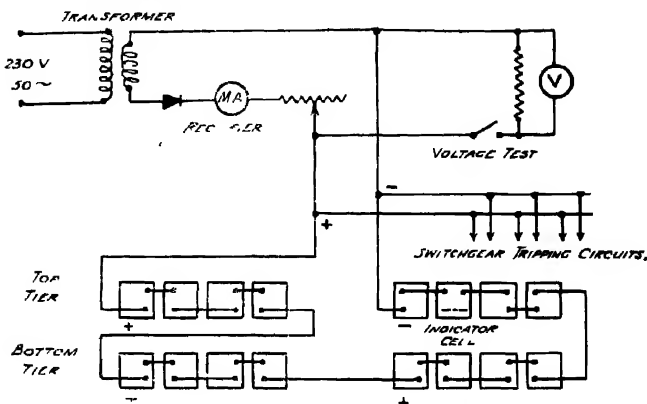 TRANSFORMER
230 V
50 ~
MA
V
VOLTAGE TEST
−
+
SWITCHGEAR TRIPPING CIRCUITS.
TOP
TIER
+
−
INDICATOR
CELL
BOTTOM
TIER
+